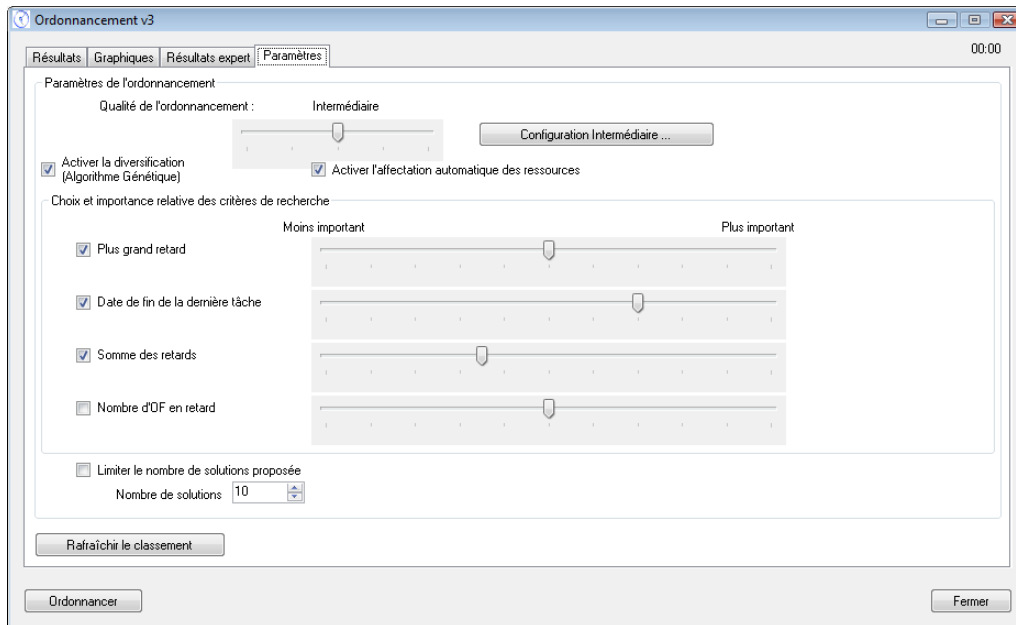 Ordonnancement v3
00:00
Résultats Graphiques Résultats expert Paramètres
Paramètres de l'ordonnancement
Qualité de l'ordonnancement : Intermédiaire
Configuration Intermédiaire ...
Activer la diversification
(Algorithme Génétique)
Activer l'affectation automatique des ressources
Choix et importance relative des critères de recherche
Moins important Plus important
Plus grand retard
Date de fin de la dernière tâche
Somme des retards
Nombre d'OF en retard
Limiter le nombre de solutions proposée
Nombre de solutions 10
Rafraîchir le classement
Ordonnancer Fermer